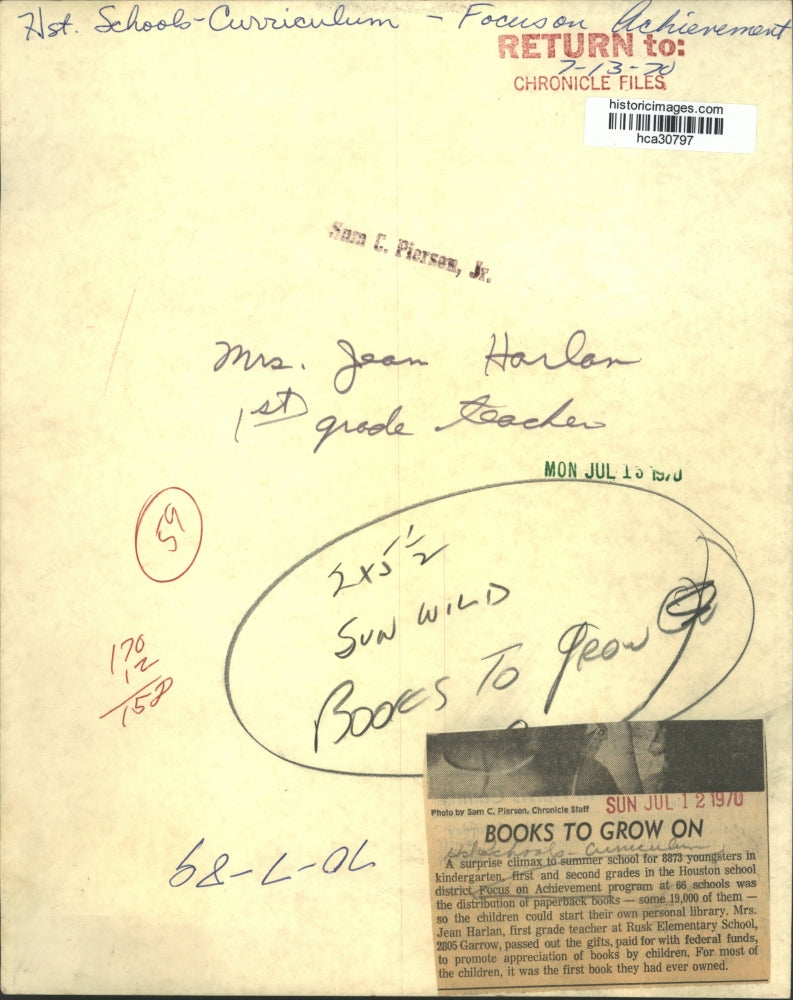 Hst. Schools-Curriculum - Focus on Achievement
RETURN to:
7-13-70
CHRONICLE FILES
historicimages.com
hca30797
Sam C. Pierson, Jr.
Mrs. Jean Harlan
1st grade teacher
MON JUL 13 1970
59
2x5 1/2
SUN WILD
BOOKS TO GROW ON
170
12
158
70-7-89
Photo by Sam C. Pierson, Chronicle Staff
SUN JUL 12 1970
BOOKS TO GROW ON
Hst Schools-Curriculum
A surprise climax to summer school for 8873 youngsters in
kindergarten, first and second grades in the Houston school
district Focus on Achievement program at 66 schools was
the distribution of paperback books — some 19,000 of them —
so the children could start their own personal library. Mrs.
Jean Harlan, first grade teacher at Rusk Elementary School,
2805 Garrow, passed out the gifts, paid for with federal funds,
to promote appreciation of books by children. For most of
the children, it was the first book they had ever owned.